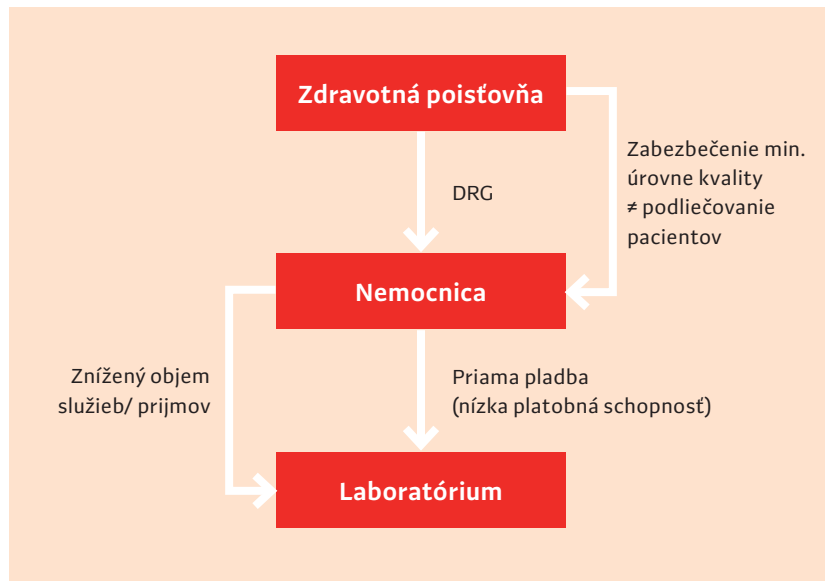 Zdravotná poisťovňa
Zabezbečenie min.
úrovne kvality
≠ podliečovanie
pacientov
DRG
Nemocnica
Znížený objem
služieb/ prijmov
Priama pladba
(nízka platobná schopnosť)
Laboratórium